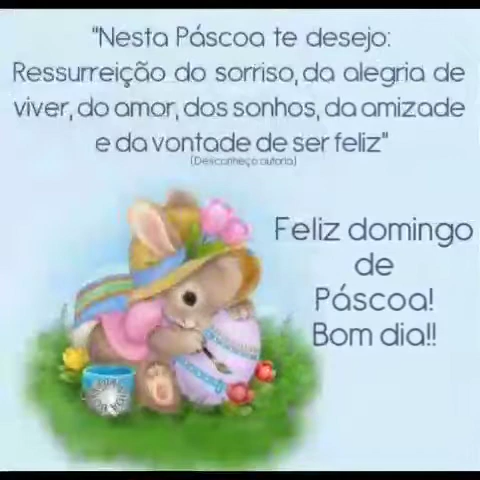 "Nesta Páscoa te desejo:
Ressurreição do sorriso, da alegria de
viver, do amor, dos sonhos, da amizade
e da vontade de ser feliz"
(Desconheço autoria)
Feliz domingo
de
Páscoa!
Bom dia!!